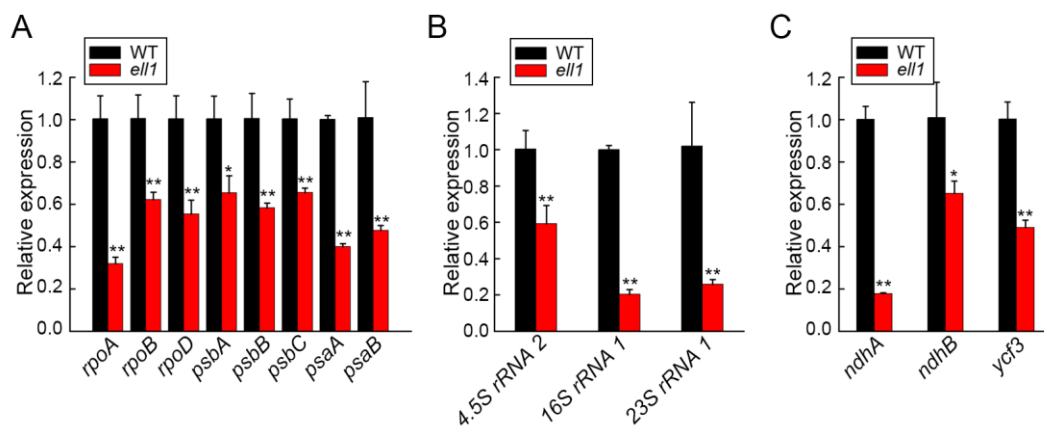 A
WT
ell1
Relative expression
1.2
1.0
0.8
0.6
0.4
0.2
0.0
**
**
**
*
**
**
**
**
rpoA
rpoB
rpoD
psbA
psbB
psbC
psaA
psaB
B
WT
ell1
Relative expression
1.4
1.2
1.0
0.8
0.6
0.4
0.2
0.0
**
**
**
4.5S rRNA 2
16S rRNA 1
23S rRNA 1
C
WT
ell1
Relative expression
1.2
1.0
0.8
0.6
0.4
0.2
0.0
**
*
**
ndhA
ndhB
ycf3